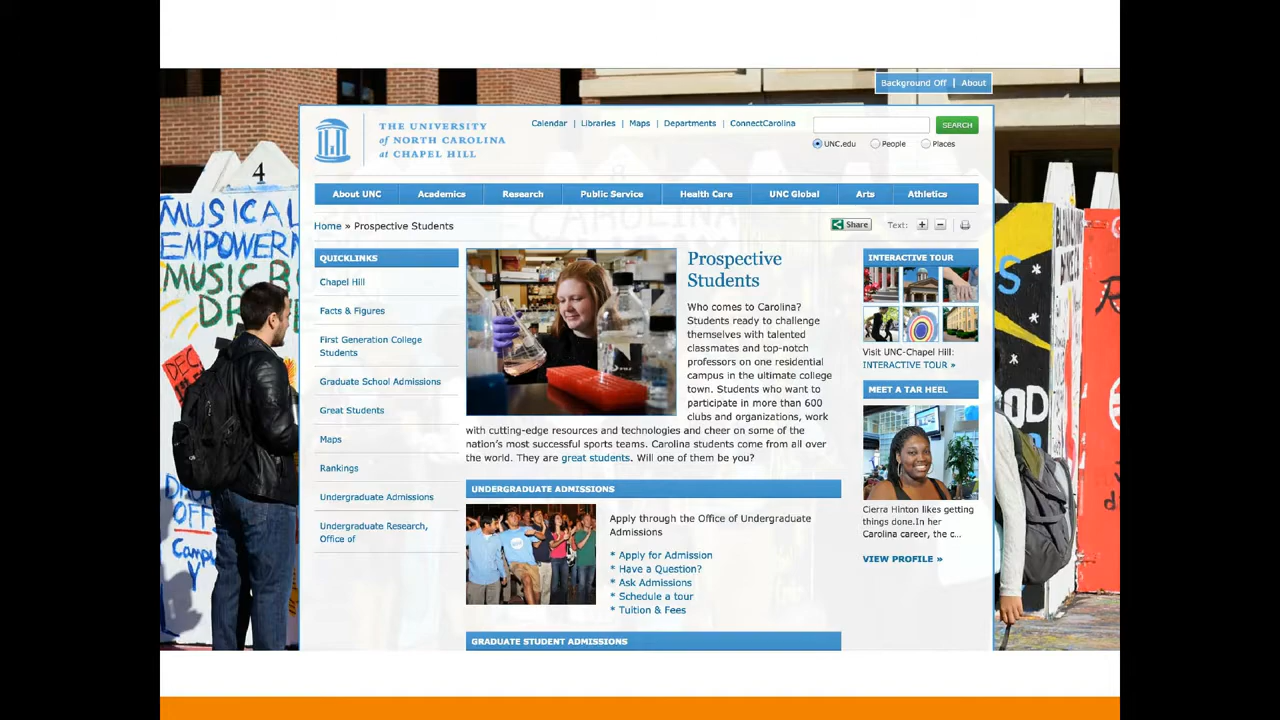 Background Off | About
THE UNIVERSITY
of NORTH CAROLINA
at CHAPEL HILL
Calendar | Libraries | Maps | Departments | ConnectCarolina
SEARCH
UNC.edu People Places
About UNC Academics Research Public Service Health Care UNC Global Arts Athletics
Home » Prospective Students
Share Text: + −
QUICKLINKS
Chapel Hill
Facts & Figures
First Generation College
Students
Graduate School Admissions
Great Students
Maps
Rankings
Undergraduate Admissions
Undergraduate Research,
Office of
Prospective
Students
Who comes to Carolina?
Students ready to challenge
themselves with talented
classmates and top-notch
professors on one residential
campus in the ultimate college
town. Students who want to
participate in more than 600
clubs and organizations, work
with cutting-edge resources and technologies and cheer on some of the
nation's most successful sports teams. Carolina students come from all over
the world. They are great students. Will one of them be you?
UNDERGRADUATE ADMISSIONS
Apply through the Office of Undergraduate
Admissions
* Apply for Admission
* Have a Question?
* Ask Admissions
* Schedule a tour
* Tuition & Fees
GRADUATE STUDENT ADMISSIONS
INTERACTIVE TOUR
Visit UNC-Chapel Hill:
INTERACTIVE TOUR »
MEET A TAR HEEL
Cierra Hinton likes getting
things done.In her
Carolina career, the c...
VIEW PROFILE »
4
MUSICAL
EMPOWERM
MUSIC B
DR